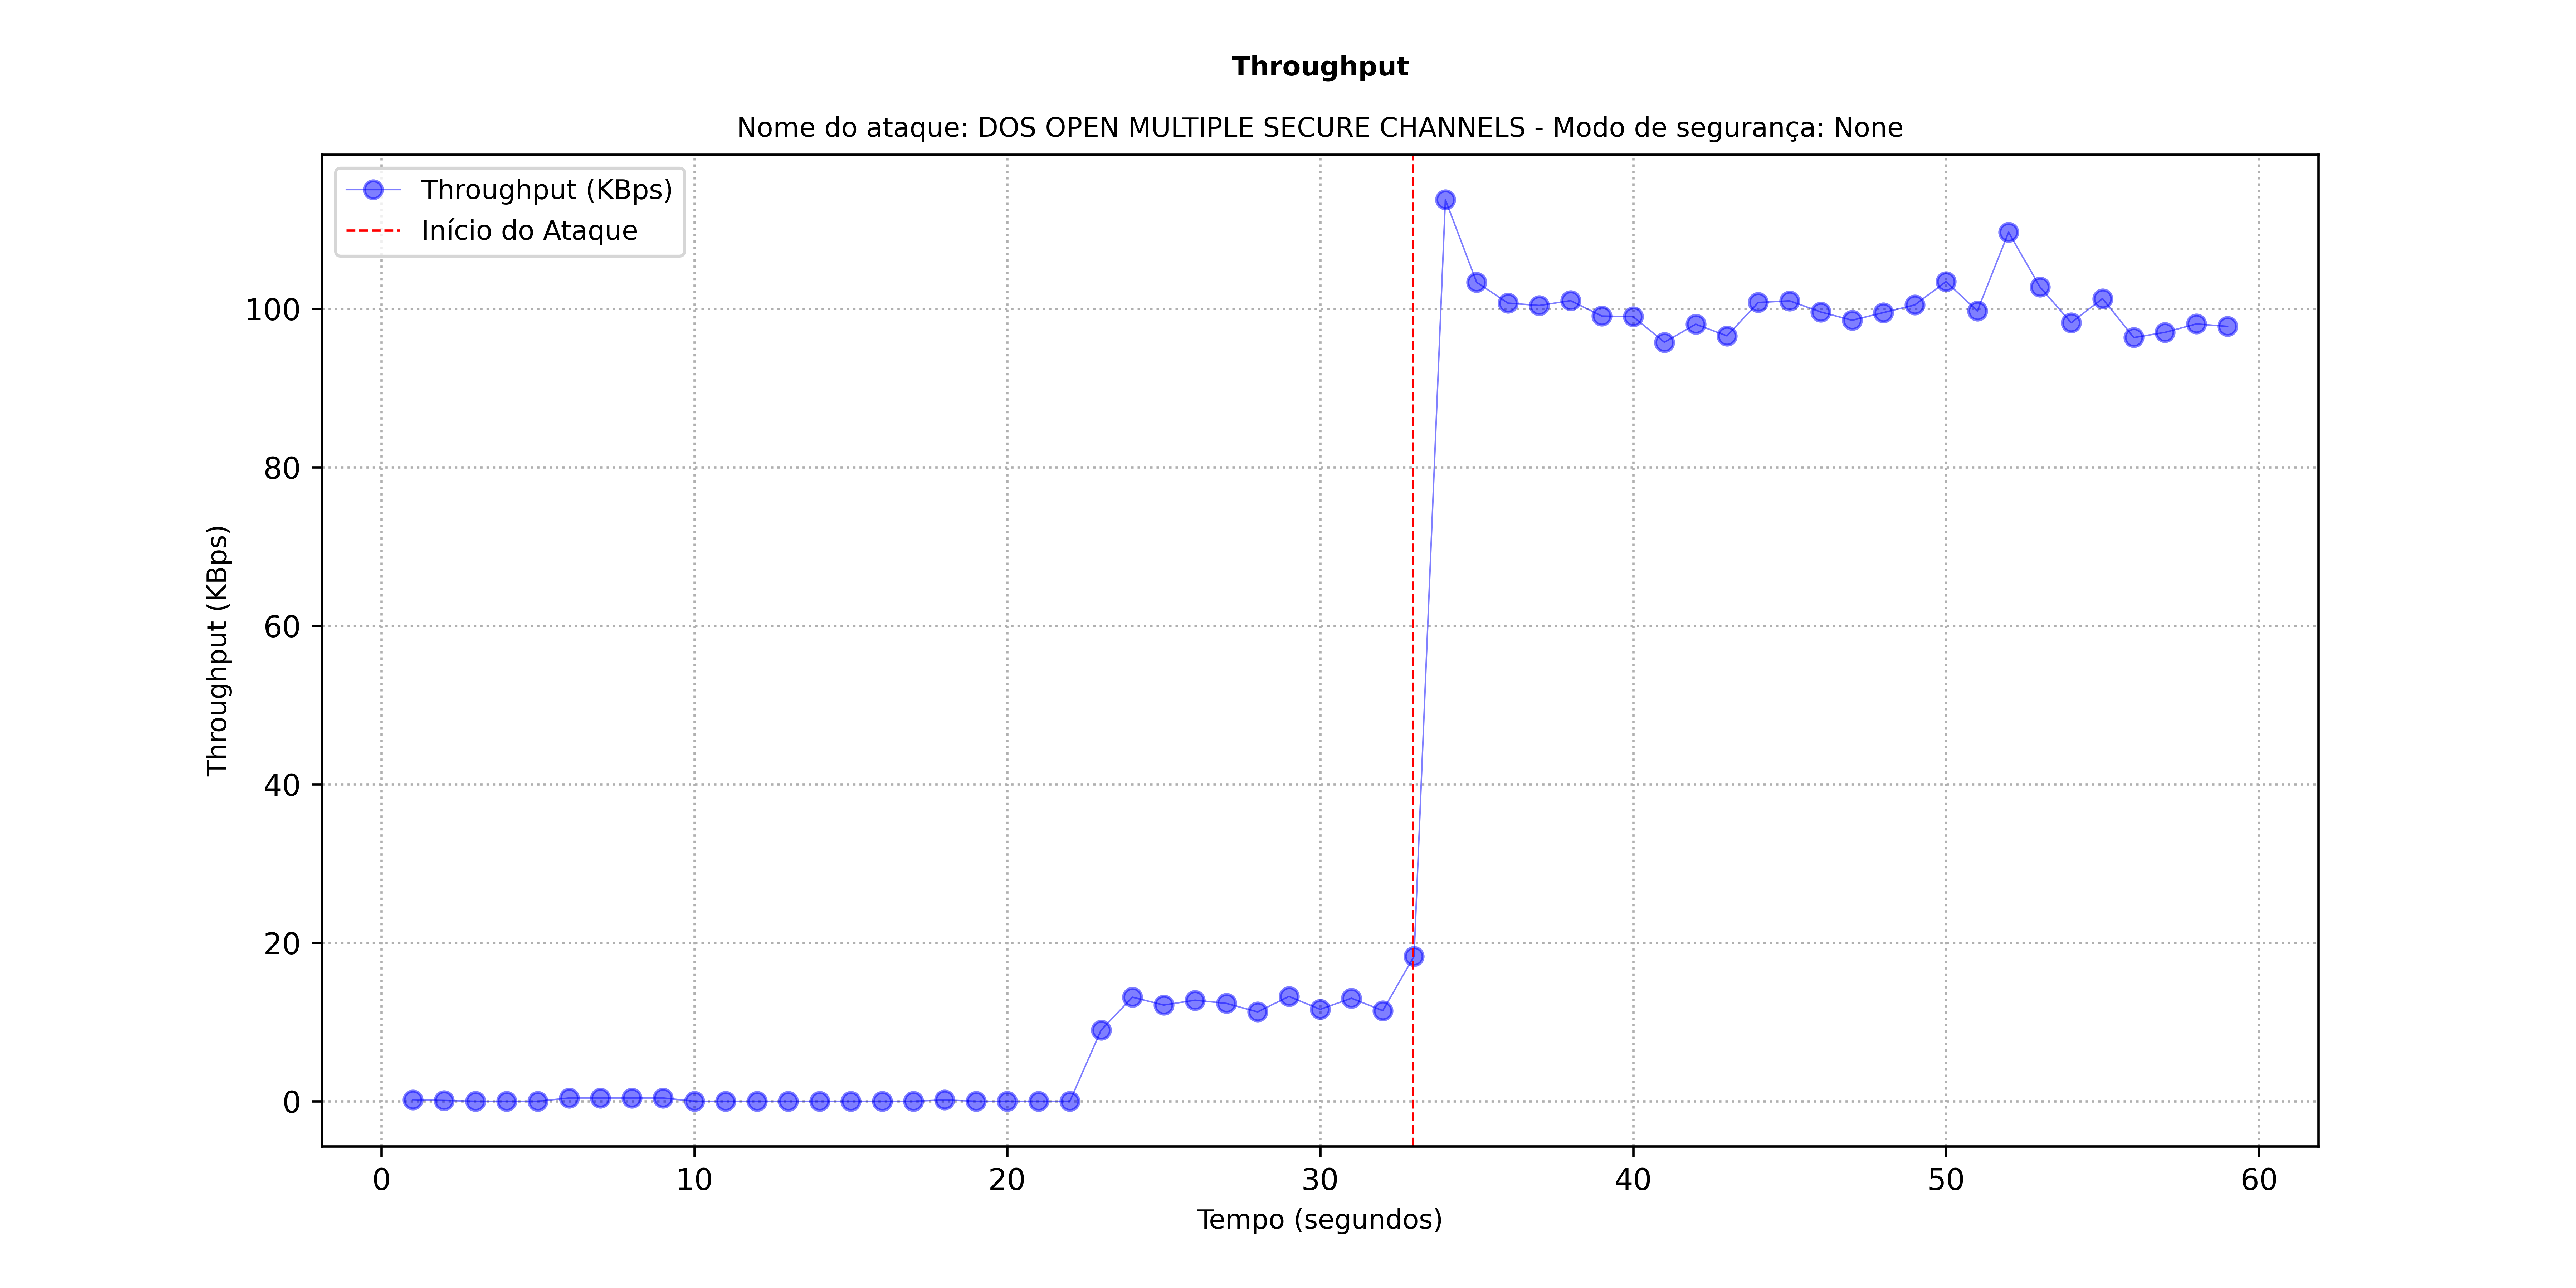 Throughput
Nome do ataque: DOS OPEN MULTIPLE SECURE CHANNELS - Modo de segurança: None
Throughput (KBps)
Início do Ataque
Throughput (KBps)
100
80
60
40
20
0
0 10 20 30 40 50 60
Tempo (segundos)